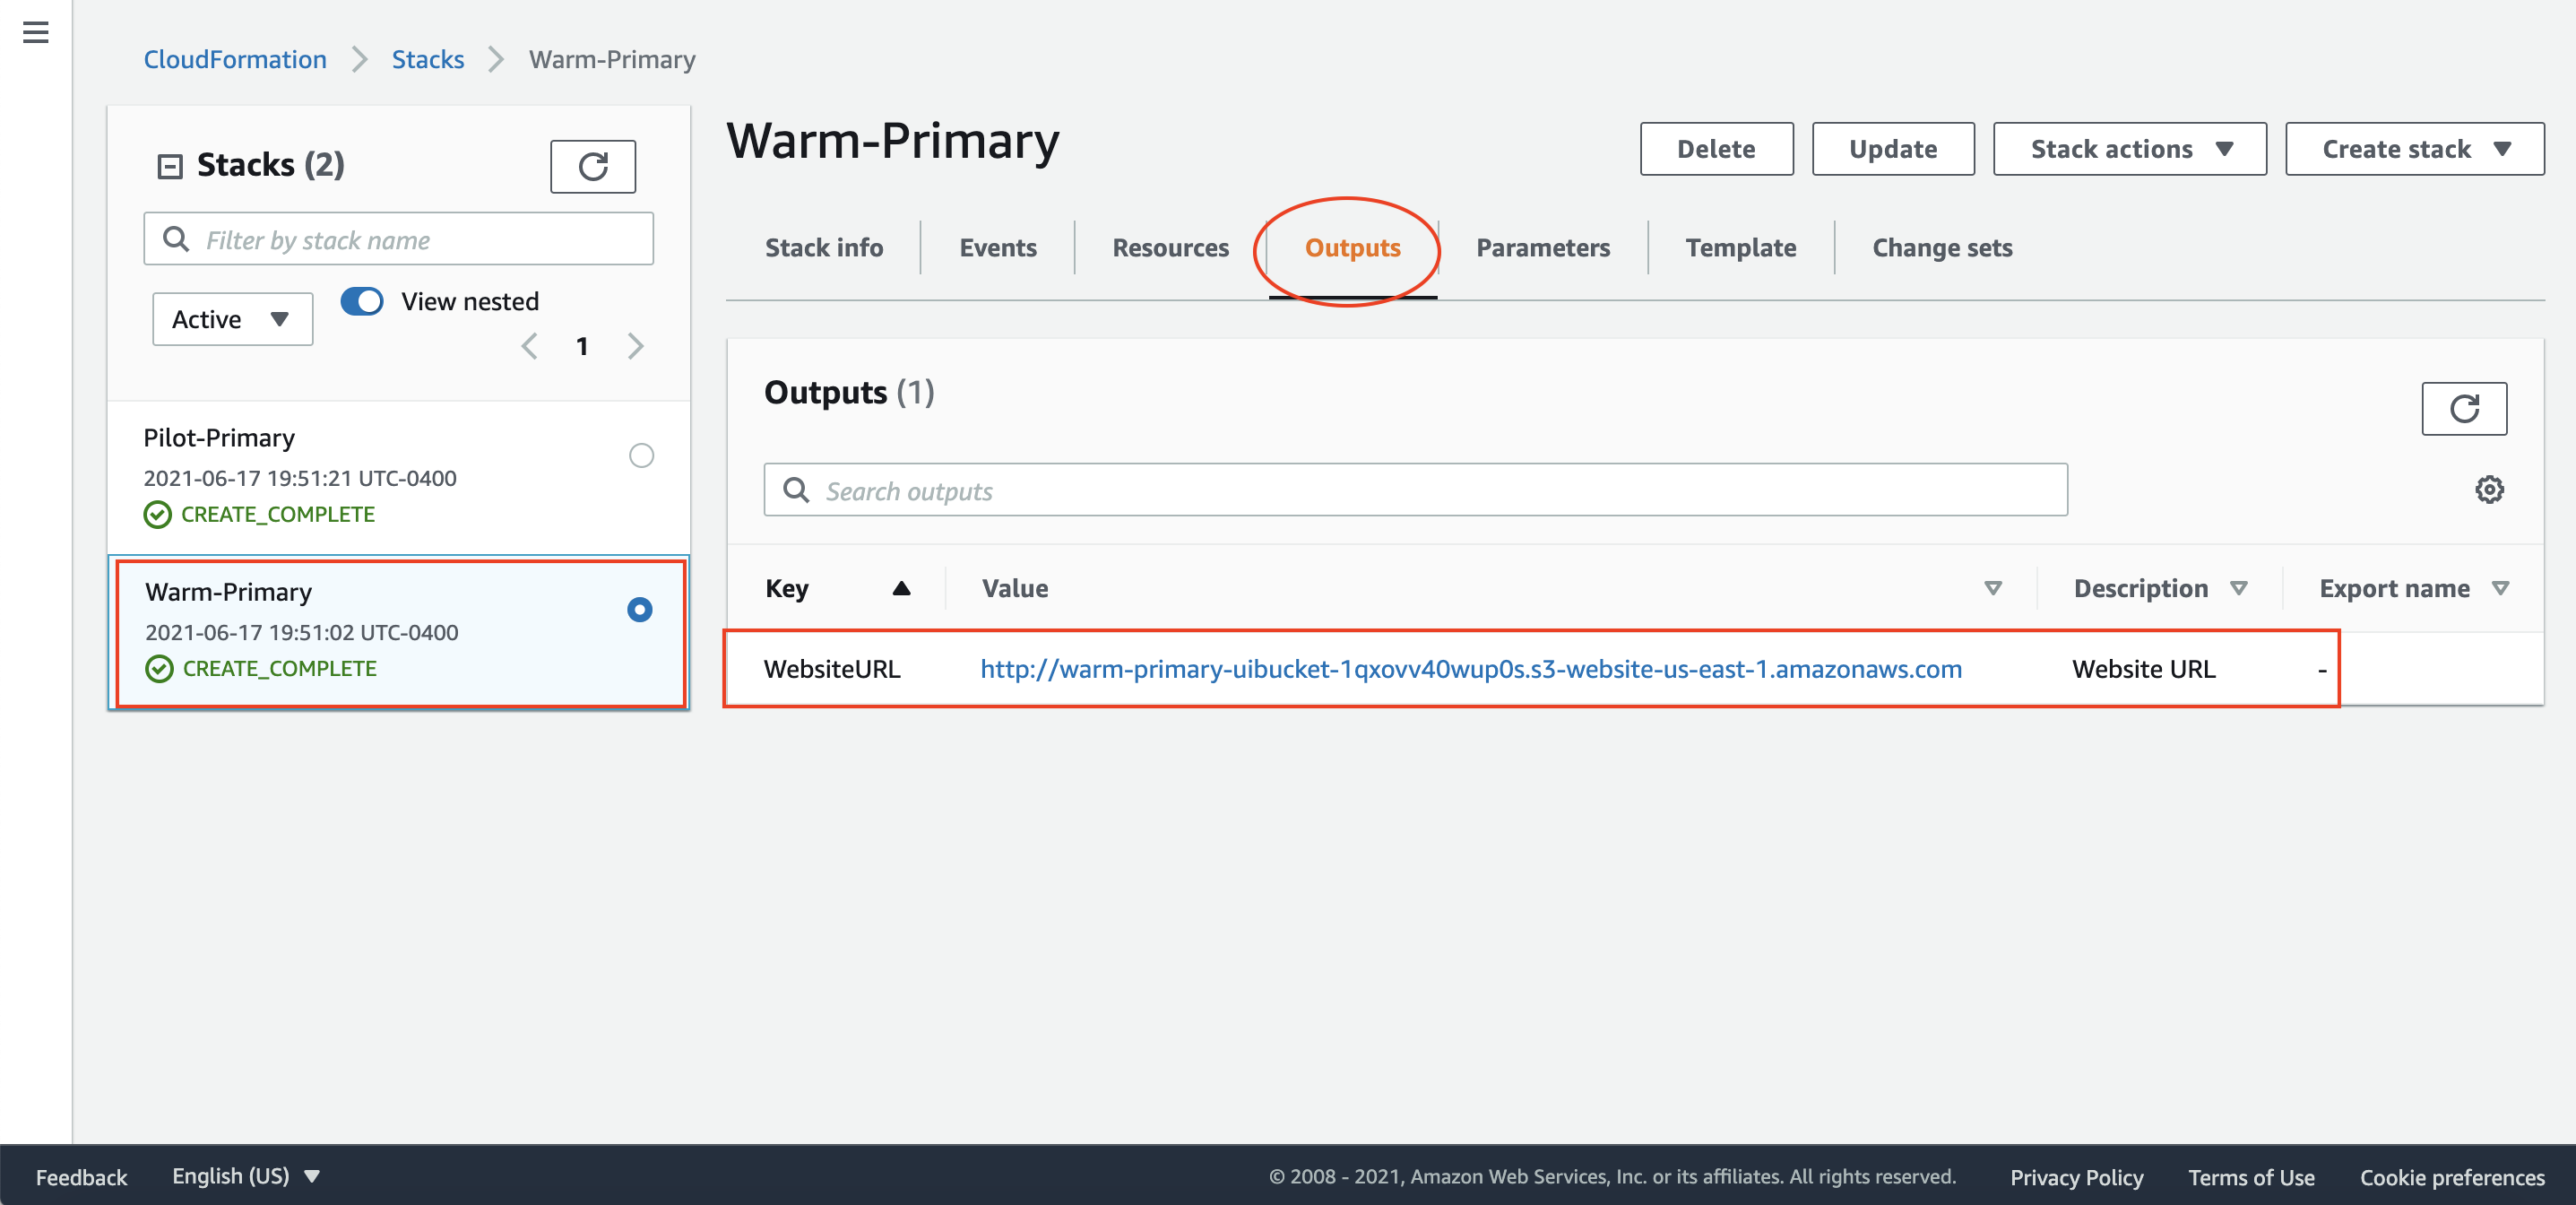 CloudFormation > Stacks > Warm-Primary
Stacks (2)
Filter by stack name
Active
View nested
1
Pilot-Primary
2021-06-17 19:51:21 UTC-0400
CREATE_COMPLETE
Warm-Primary
2021-06-17 19:51:02 UTC-0400
CREATE_COMPLETE
Warm-Primary
Delete Update Stack actions Create stack
Stack info Events Resources Outputs Parameters Template Change sets
Outputs (1)
Search outputs
Key Value Description Export name
WebsiteURL http://warm-primary-uibucket-1qxovv40wup0s.s3-website-us-east-1.amazonaws.com Website URL -
Feedback English (US) © 2008 - 2021, Amazon Web Services, Inc. or its affiliates. All rights reserved. Privacy Policy Terms of Use Cookie preferences